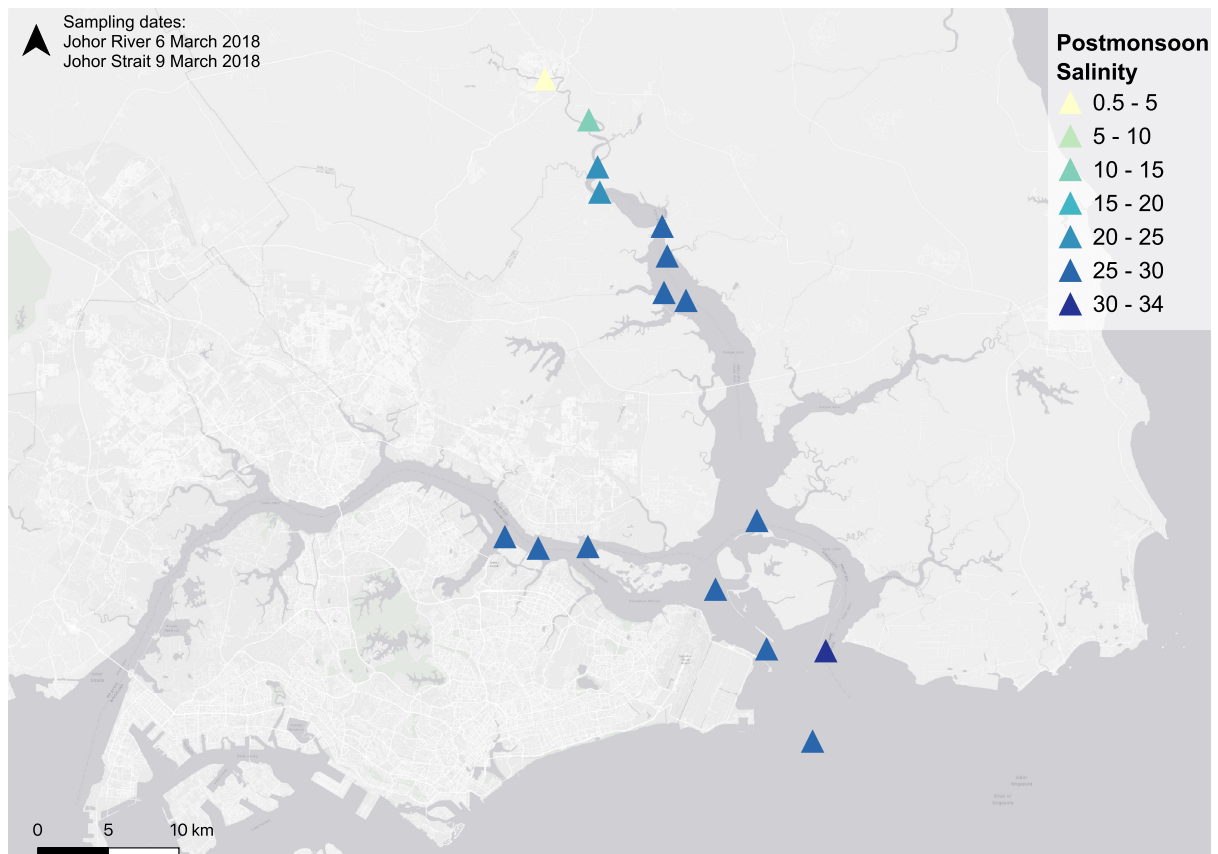 Sampling dates:
Johor River 6 March 2018
Johor Strait 9 March 2018
Postmonsoon
Salinity
0.5 - 5
5 - 10
10 - 15
15 - 20
20 - 25
25 - 30
30 - 34
0 5 10 km